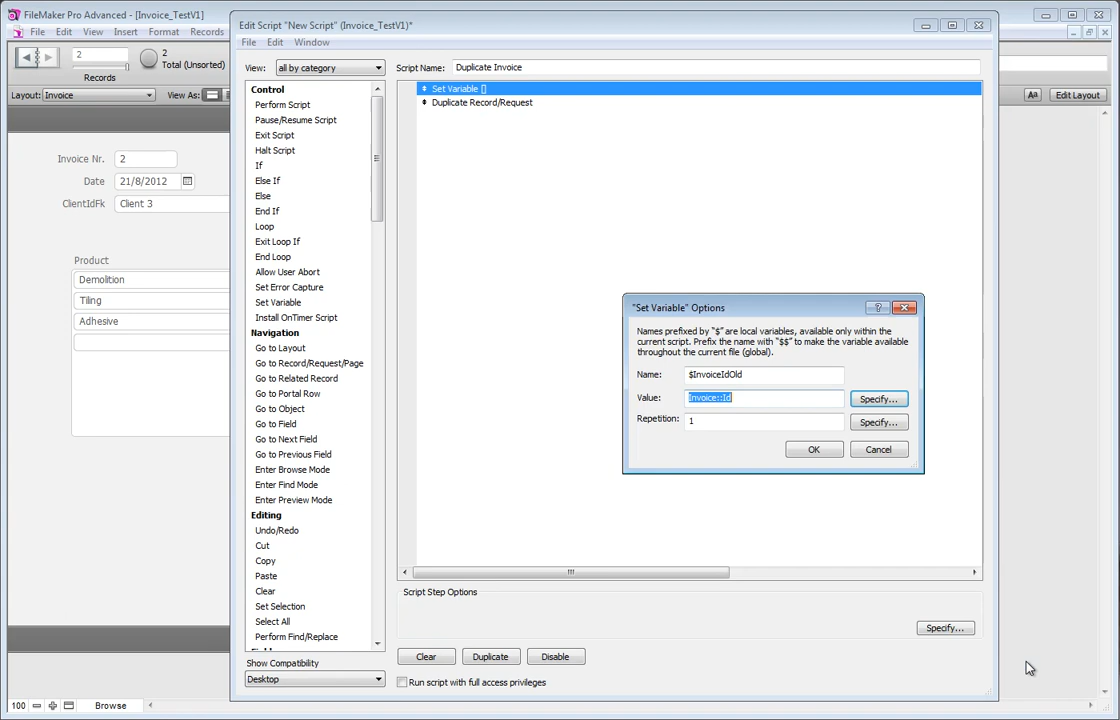 FileMaker Pro Advanced - [Invoice_TestV1]
File Edit View Insert Format Records
2
2
Total (Unsorted)
Records
Layout: Invoice View As: Aa Edit Layout
Invoice Nr. 2
Date 21/8/2012
ClientIdFk Client 3
Product
Demolition
Tiling
Adhesive
100 Browse
Edit Script "New Script" (Invoice_TestV1)*
File Edit Window
View: all by category
Script Name: Duplicate Invoice
Control
Perform Script
Pause/Resume Script
Exit Script
Halt Script
If
Else If
Else
End If
Loop
Exit Loop If
End Loop
Allow User Abort
Set Error Capture
Set Variable
Install OnTimer Script
Navigation
Go to Layout
Go to Record/Request/Page
Go to Related Record
Go to Portal Row
Go to Object
Go to Field
Go to Next Field
Go to Previous Field
Enter Browse Mode
Enter Find Mode
Enter Preview Mode
Editing
Undo/Redo
Cut
Copy
Paste
Clear
Set Selection
Select All
Perform Find/Replace
Show Compatibility
Desktop
Set Variable []
Duplicate Record/Request
"Set Variable" Options
Names prefixed by "$" are local variables, available only within the
current script. Prefix the name with "$$" to make the variable available
throughout the current file (global).
Name: $InvoiceIdOld
Value: Invoice::Id Specify...
Repetition: 1 Specify...
OK Cancel
Script Step Options
Specify...
Clear Duplicate Disable
Run script with full access privileges